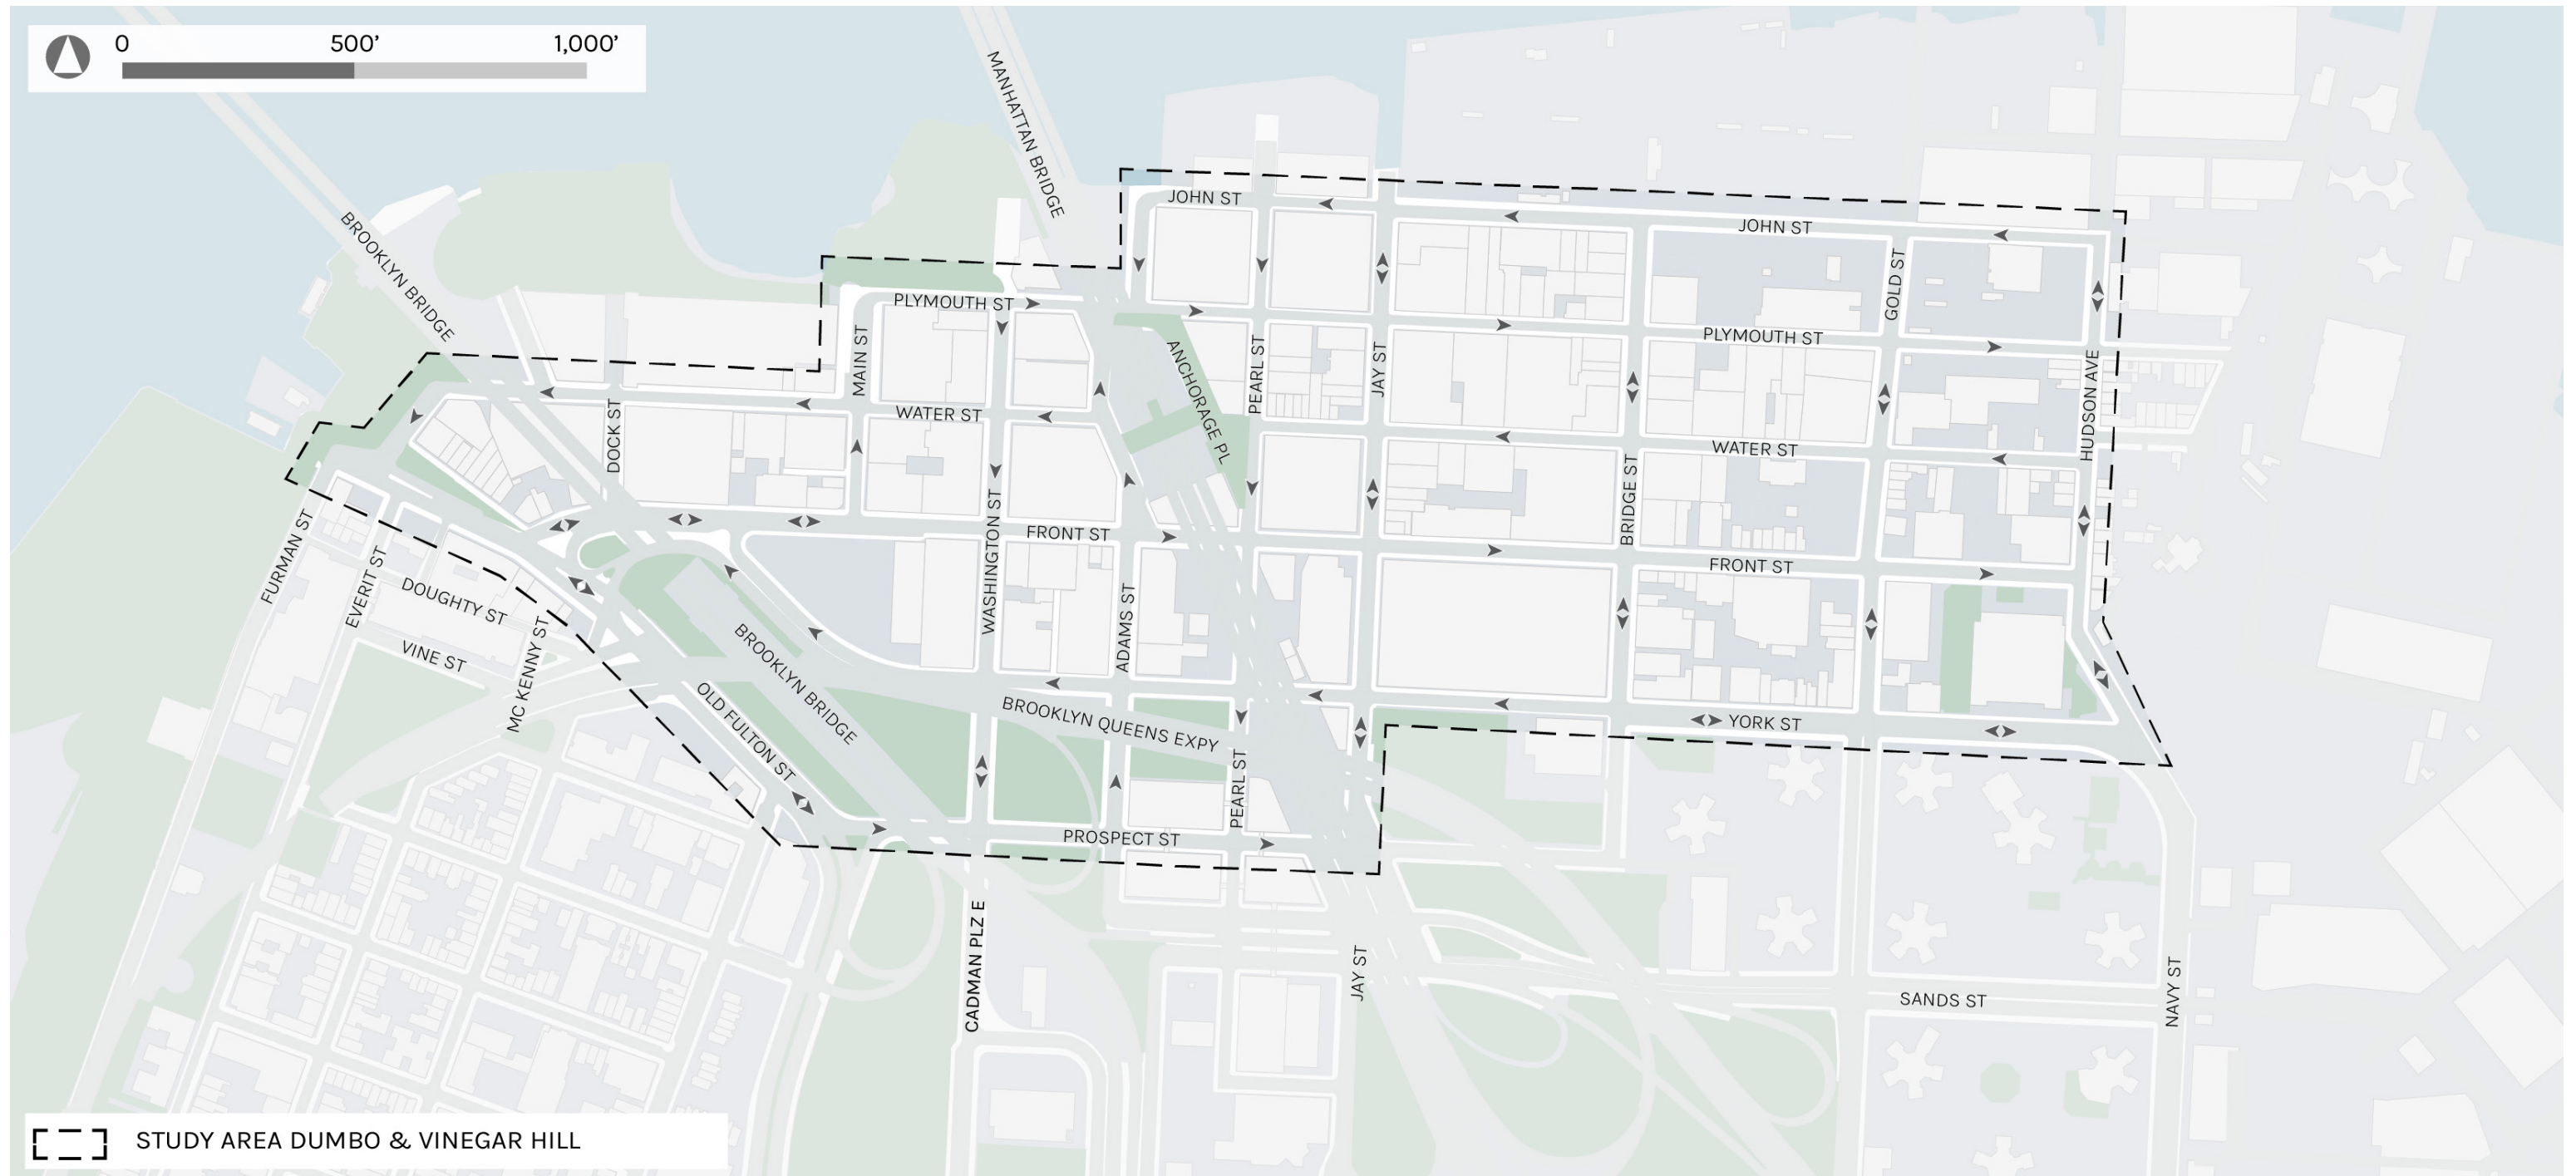 0 500’ 1,000’
MANHATTAN BRIDGE
BROOKLYN BRIDGE
JOHN ST
JOHN ST
GOLD ST
PLYMOUTH ST
PLYMOUTH ST
MAIN ST
ANCHORAGE PL
PEARL ST
JAY ST
HUDSON AVE
DOCK ST
WATER ST
WATER ST
BRIDGE ST
WASHINGTON ST
FRONT ST
FRONT ST
FURMAN ST
EVERIT ST
DOUGHTY ST
VINE ST
MC KENNY ST
ADAMS ST
BROOKLYN BRIDGE
OLD FULTON ST
BROOKLYN QUEENS EXPY
YORK ST
PEARL ST
PROSPECT ST
CADMAN PLZ E
JAY ST
SANDS ST
NAVY ST
STUDY AREA DUMBO & VINEGAR HILL